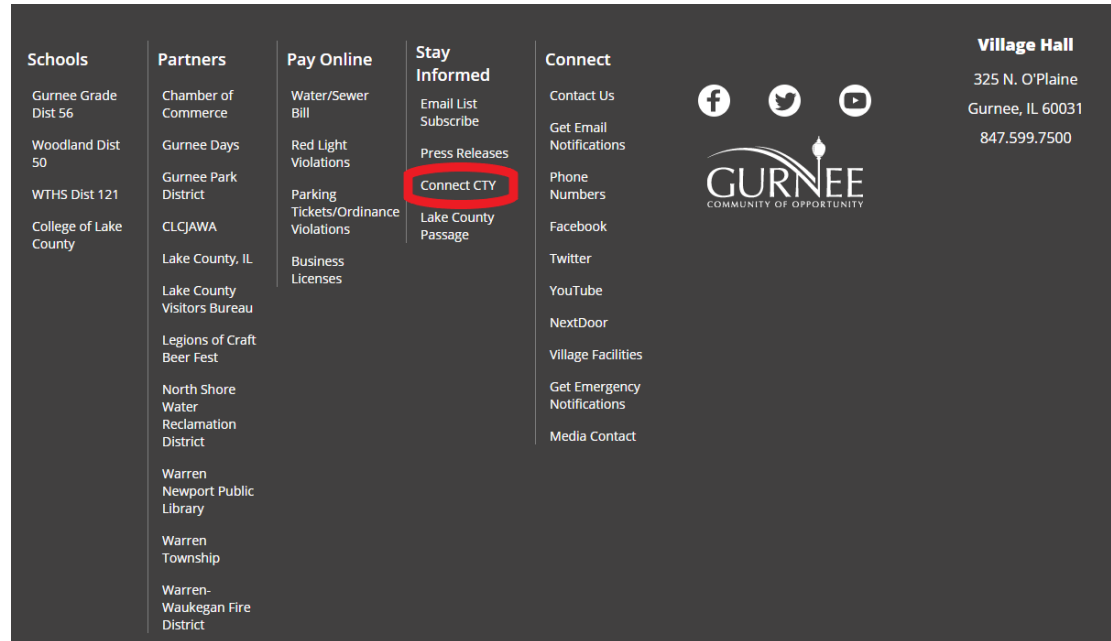 Schools
Gurnee Grade
Dist 56
Woodland Dist
50
WTHS Dist 121
College of Lake
County
Partners
Chamber of
Commerce
Gurnee Days
Gurnee Park
District
CLCJAWA
Lake County, IL
Lake County
Visitors Bureau
Legions of Craft
Beer Fest
North Shore
Water
Reclamation
District
Warren
Newport Public
Library
Warren
Township
Warren-
Waukegan Fire
District
Pay Online
Water/Sewer
Bill
Red Light
Violations
Parking
Tickets/Ordinance
Violations
Business
Licenses
Stay
Informed
Email List
Subscribe
Press Releases
Connect CTY
Lake County
Passage
Connect
Contact Us
Get Email
Notifications
Phone
Numbers
Facebook
Twitter
YouTube
NextDoor
Village Facilities
Get Emergency
Notifications
Media Contact
GURNEE
COMMUNITY OF OPPORTUNITY
Village Hall
325 N. O'Plaine
Gurnee, IL 60031
847.599.7500